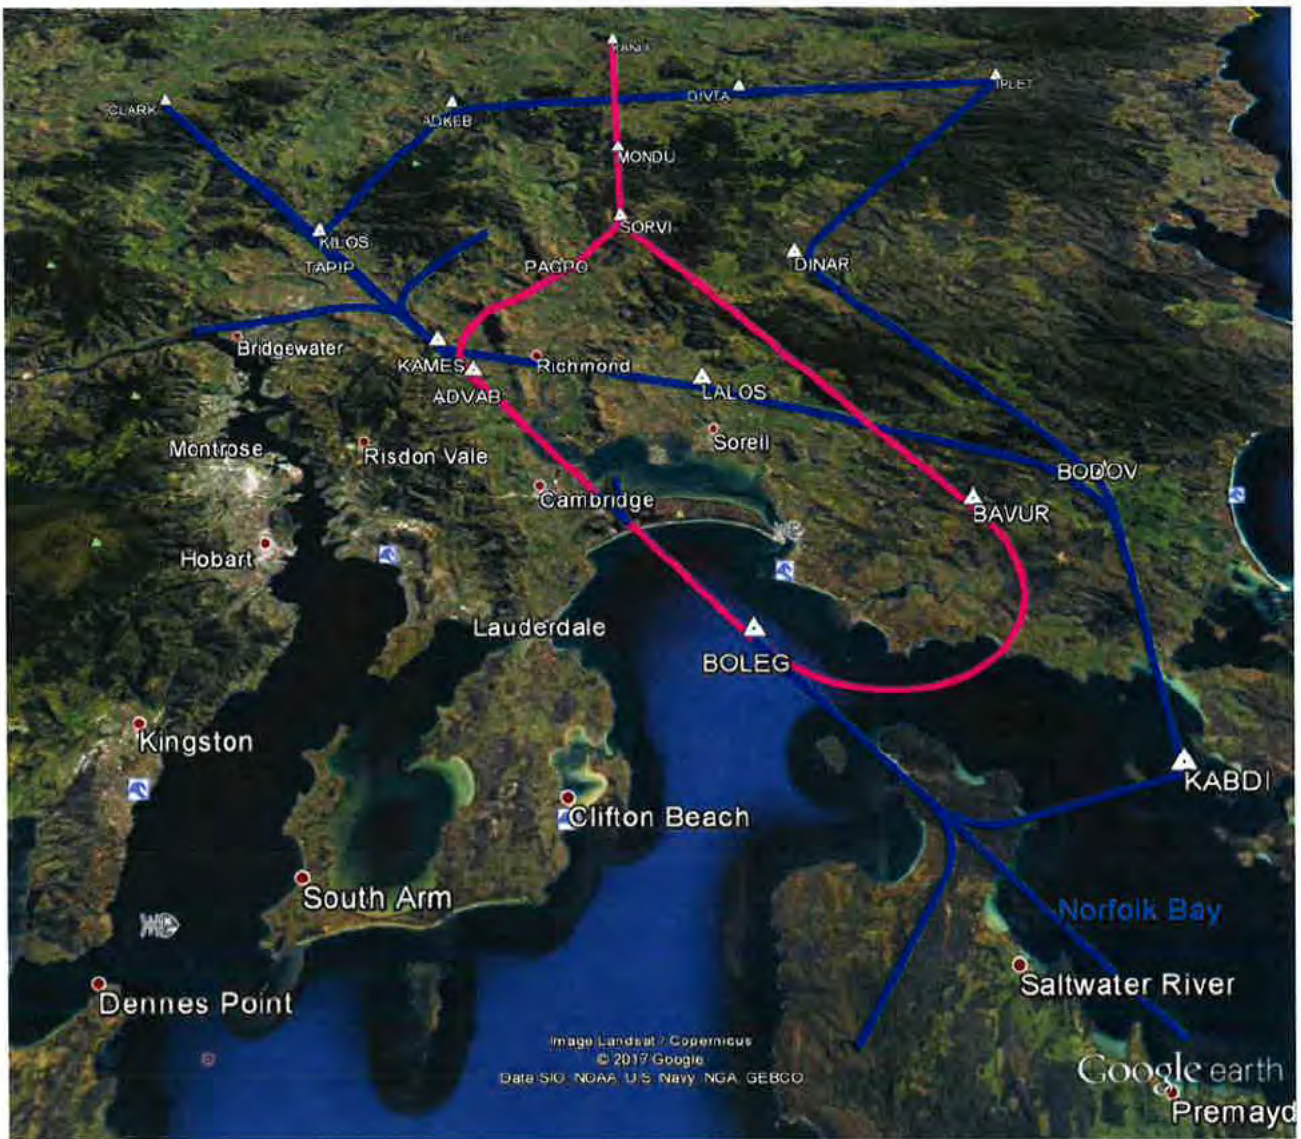 IPLET
DIVTA
CLARK
ADKEB
MONDU
SORVI
KILOS
TAPIP
PAGPO
DINAR
Bridgewater
KAMES
Richmond
ADVAB
LALOS
Montrose
Risdon Vale
Sorell
BODOV
Cambridge
BAVUR
Hobart
Lauderdale
BOLEG
Kingston
KABDI
Clifton Beach
South Arm
Norfolk Bay
Saltwater River
Dennes Point
Image Landsat / Copernicus
© 2017 Google
Data SIO, NOAA, U.S. Navy, NGA, GEBCO
Google earth
Premayd